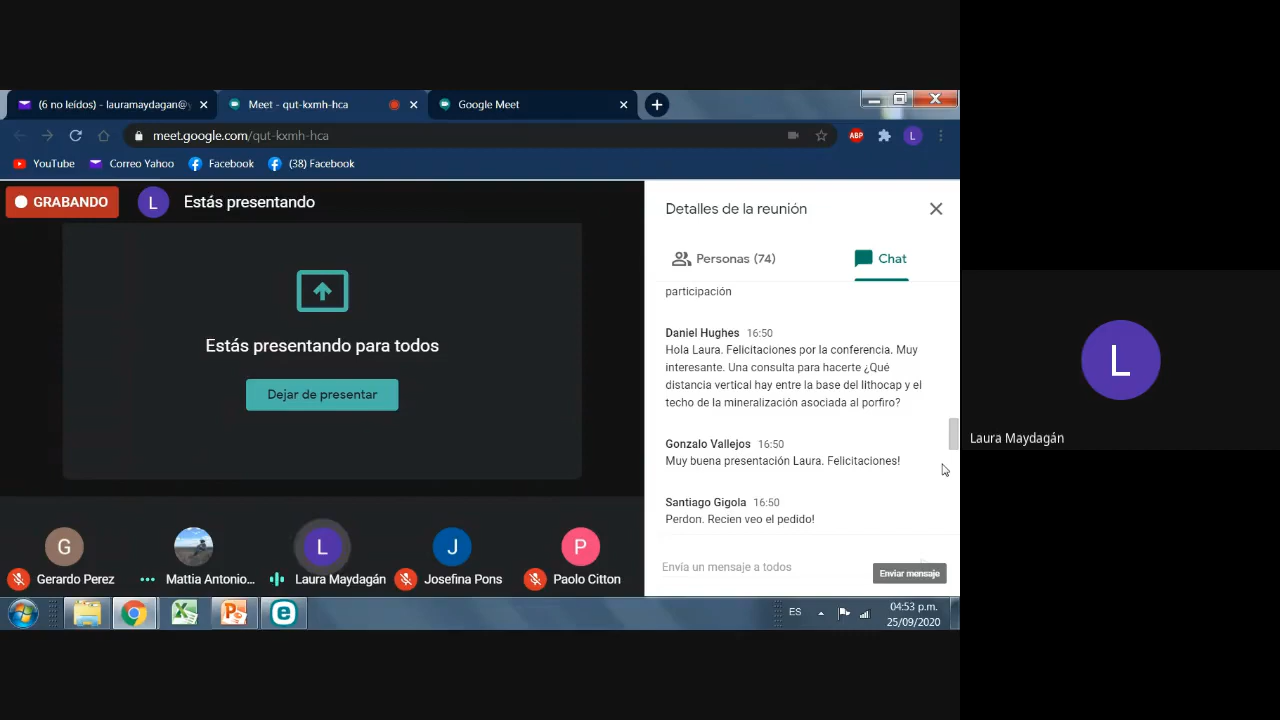 (6 no leídos) - lauramaydagan@
Meet - qut-kxmh-hca
Google Meet
meet.google.com/qut-kxmh-hca
ABP
L
YouTube
Correo Yahoo
Facebook
(38) Facebook
GRABANDO
L
Estás presentando
Estás presentando para todos
Dejar de presentar
Detalles de la reunión
Personas (74)
Chat
participación
Daniel Hughes 16:50
Hola Laura. Felicitaciones por la conferencia. Muy
interesante. Una consulta para hacerte ¿Qué
distancia vertical hay entre la base del lithocap y el
techo de la mineralización asociada al porfiro?
Gonzalo Vallejos 16:50
Muy buena presentación Laura. Felicitaciones!
Santiago Gigola 16:50
Perdon. Recien veo el pedido!
Envía un mensaje a todos
Enviar mensaje
G
L
J
P
Gerardo Perez
Mattía Antonio...
Laura Maydagán
Josefina Pons
Paolo Citton
ES
04:53 p.m.
25/09/2020
L
Laura Maydagán